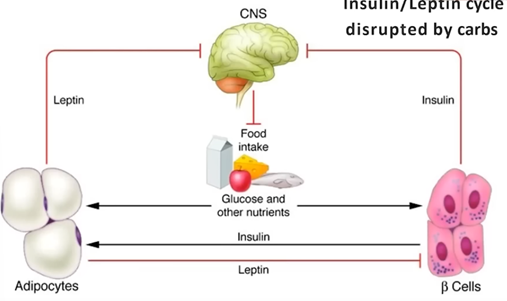 Insulin/Leptin cycle
disrupted by carbs
CNS
Leptin
Insulin
Food
intake
Glucose and
other nutrients
Insulin
Leptin
Adipocytes
β Cells